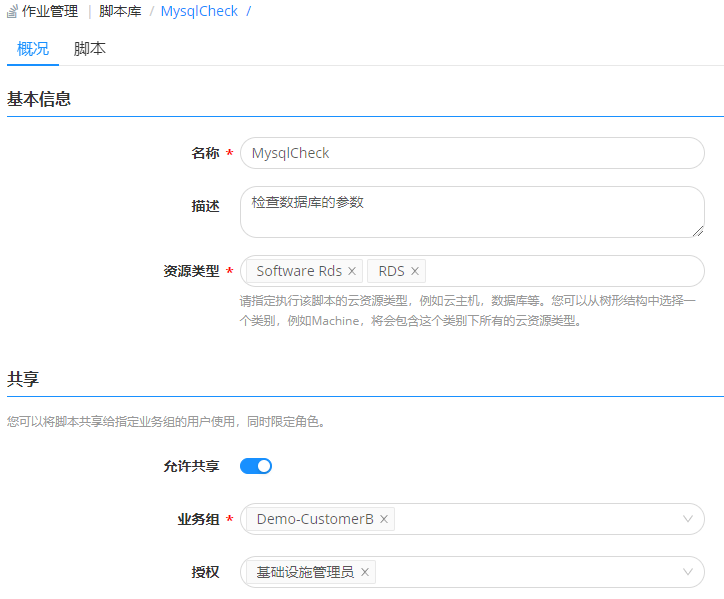 作业管理 | 脚本库 / MysqlCheck /
概况 脚本
基本信息
名称 * MysqlCheck
描述 检查数据库的参数
资源类型 * Software Rds × RDS ×
请指定执行该脚本的云资源类型，例如云主机，数据库等。您可以从树形结构中选择一
个类别，例如Machine，将会包含这个类别下所有的云资源类型。
共享
您可以将脚本共享给指定业务组的用户使用，同时限定角色。
允许共享
业务组 * Demo-CustomerB ×
授权 基础设施管理员 ×